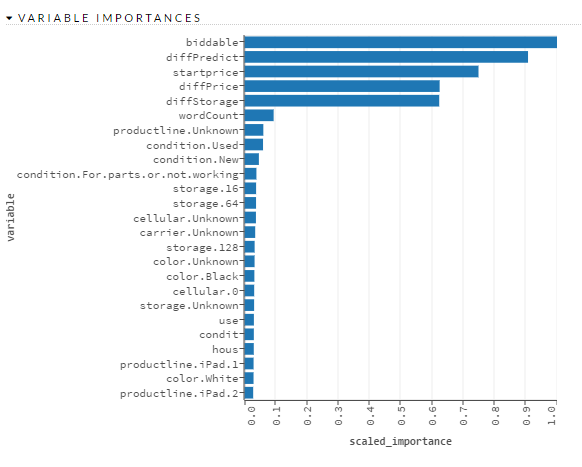 VARIABLE IMPORTANCES
biddable
diffPredict
startprice
diffPrice
diffStorage
wordCount
productline.Unknown
condition.Used
condition.New
condition.For.parts.or.not.working
storage.16
storage.64
cellular.Unknown
carrier.Unknown
storage.128
color.Unknown
color.Black
cellular.0
storage.Unknown
use
condit
hous
productline.iPad.1
color.White
productline.iPad.2
variable
0.0 0.1 0.2 0.3 0.4 0.5 0.6 0.7 0.8 0.9 1.0
scaled_importance